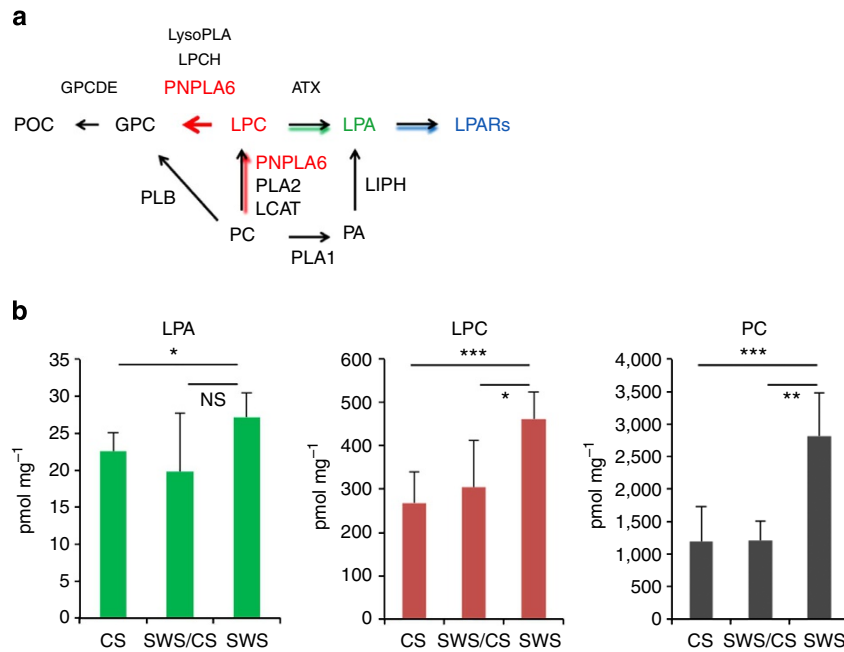 a
LysoPLA
LPCH
GPCDE PNPLA6 ATX
POC GPC LPC LPA LPARs
PNPLA6
PLA2
LCAT
PLB
LIPH
PC PA
PLA1
b
LPA
*
NS
35
30
25
20
15
10
5
0
pmol mg⁻¹
CS SWS/CS SWS
LPC
***
*
600
500
400
300
200
100
0
pmol mg⁻¹
CS SWS/CS SWS
PC
***
**
4,000
3,500
3,000
2,500
2,000
1,500
1,000
500
0
pmol mg⁻¹
CS SWS/CS SWS